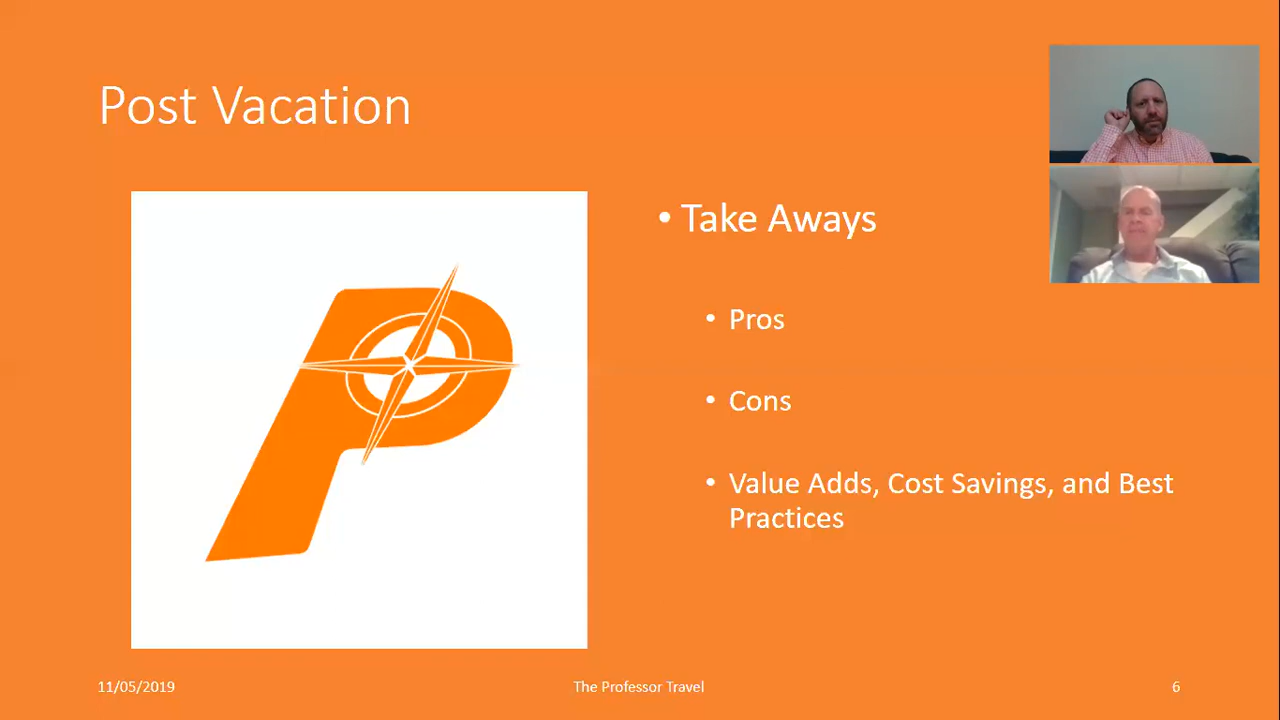 Post Vacation
• Take Aways
• Pros
• Cons
• Value Adds, Cost Savings, and Best
Practices
11/05/2019
The Professor Travel
6